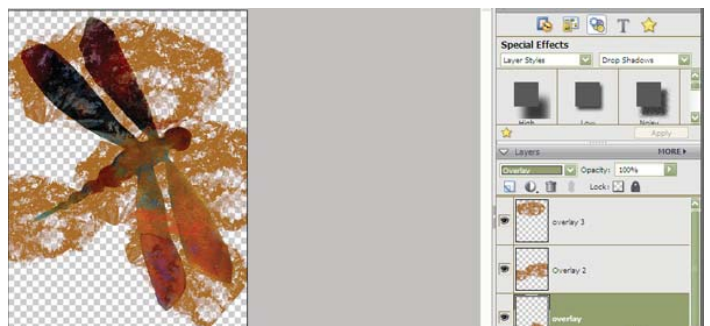 T
Special Effects
Layer Styles Drop Shadows
High Low Noisy
Apply
Layers MORE
Overlay Opacity: 100%
Lock:
overlay 3
Overlay 2
overlay